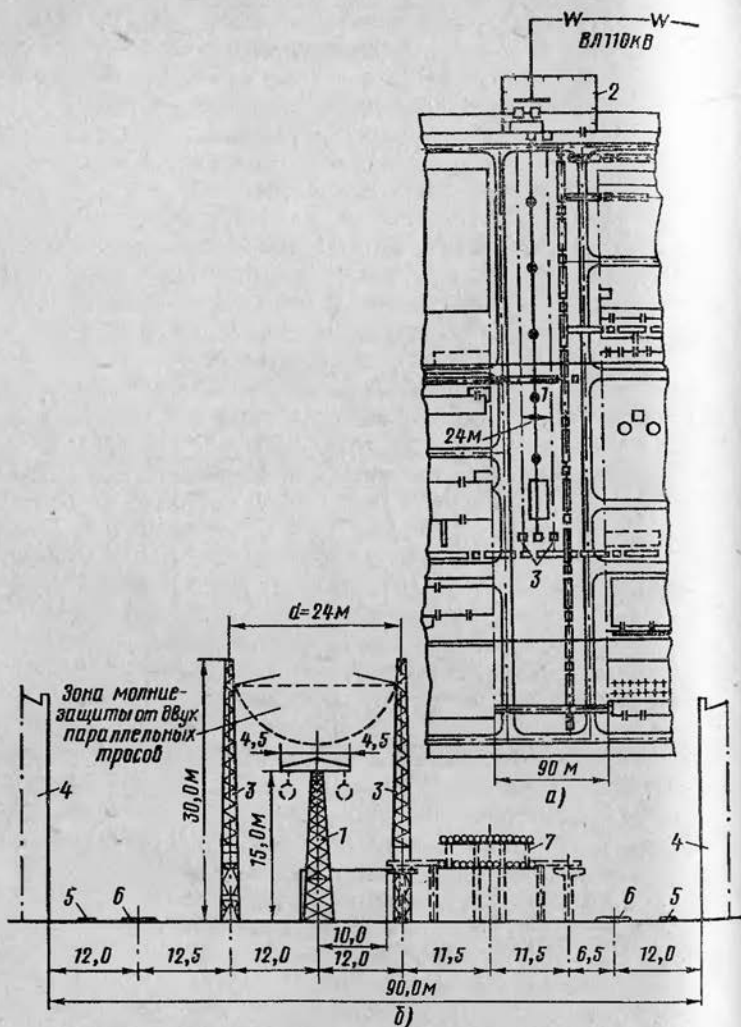 W W
ВЛ110кВ
2
1
24М
3
90 М
а)
d=24М
Зона молние-
защиты от двух
параллельных
тросов
4,5 4,5
30,0М
15,0М
4
3
1
3
7
4
5
6
6
5
10,0
12,0
12,5
12,0
12,0
11,5
11,5
6,5
12,0
90,0М
б)